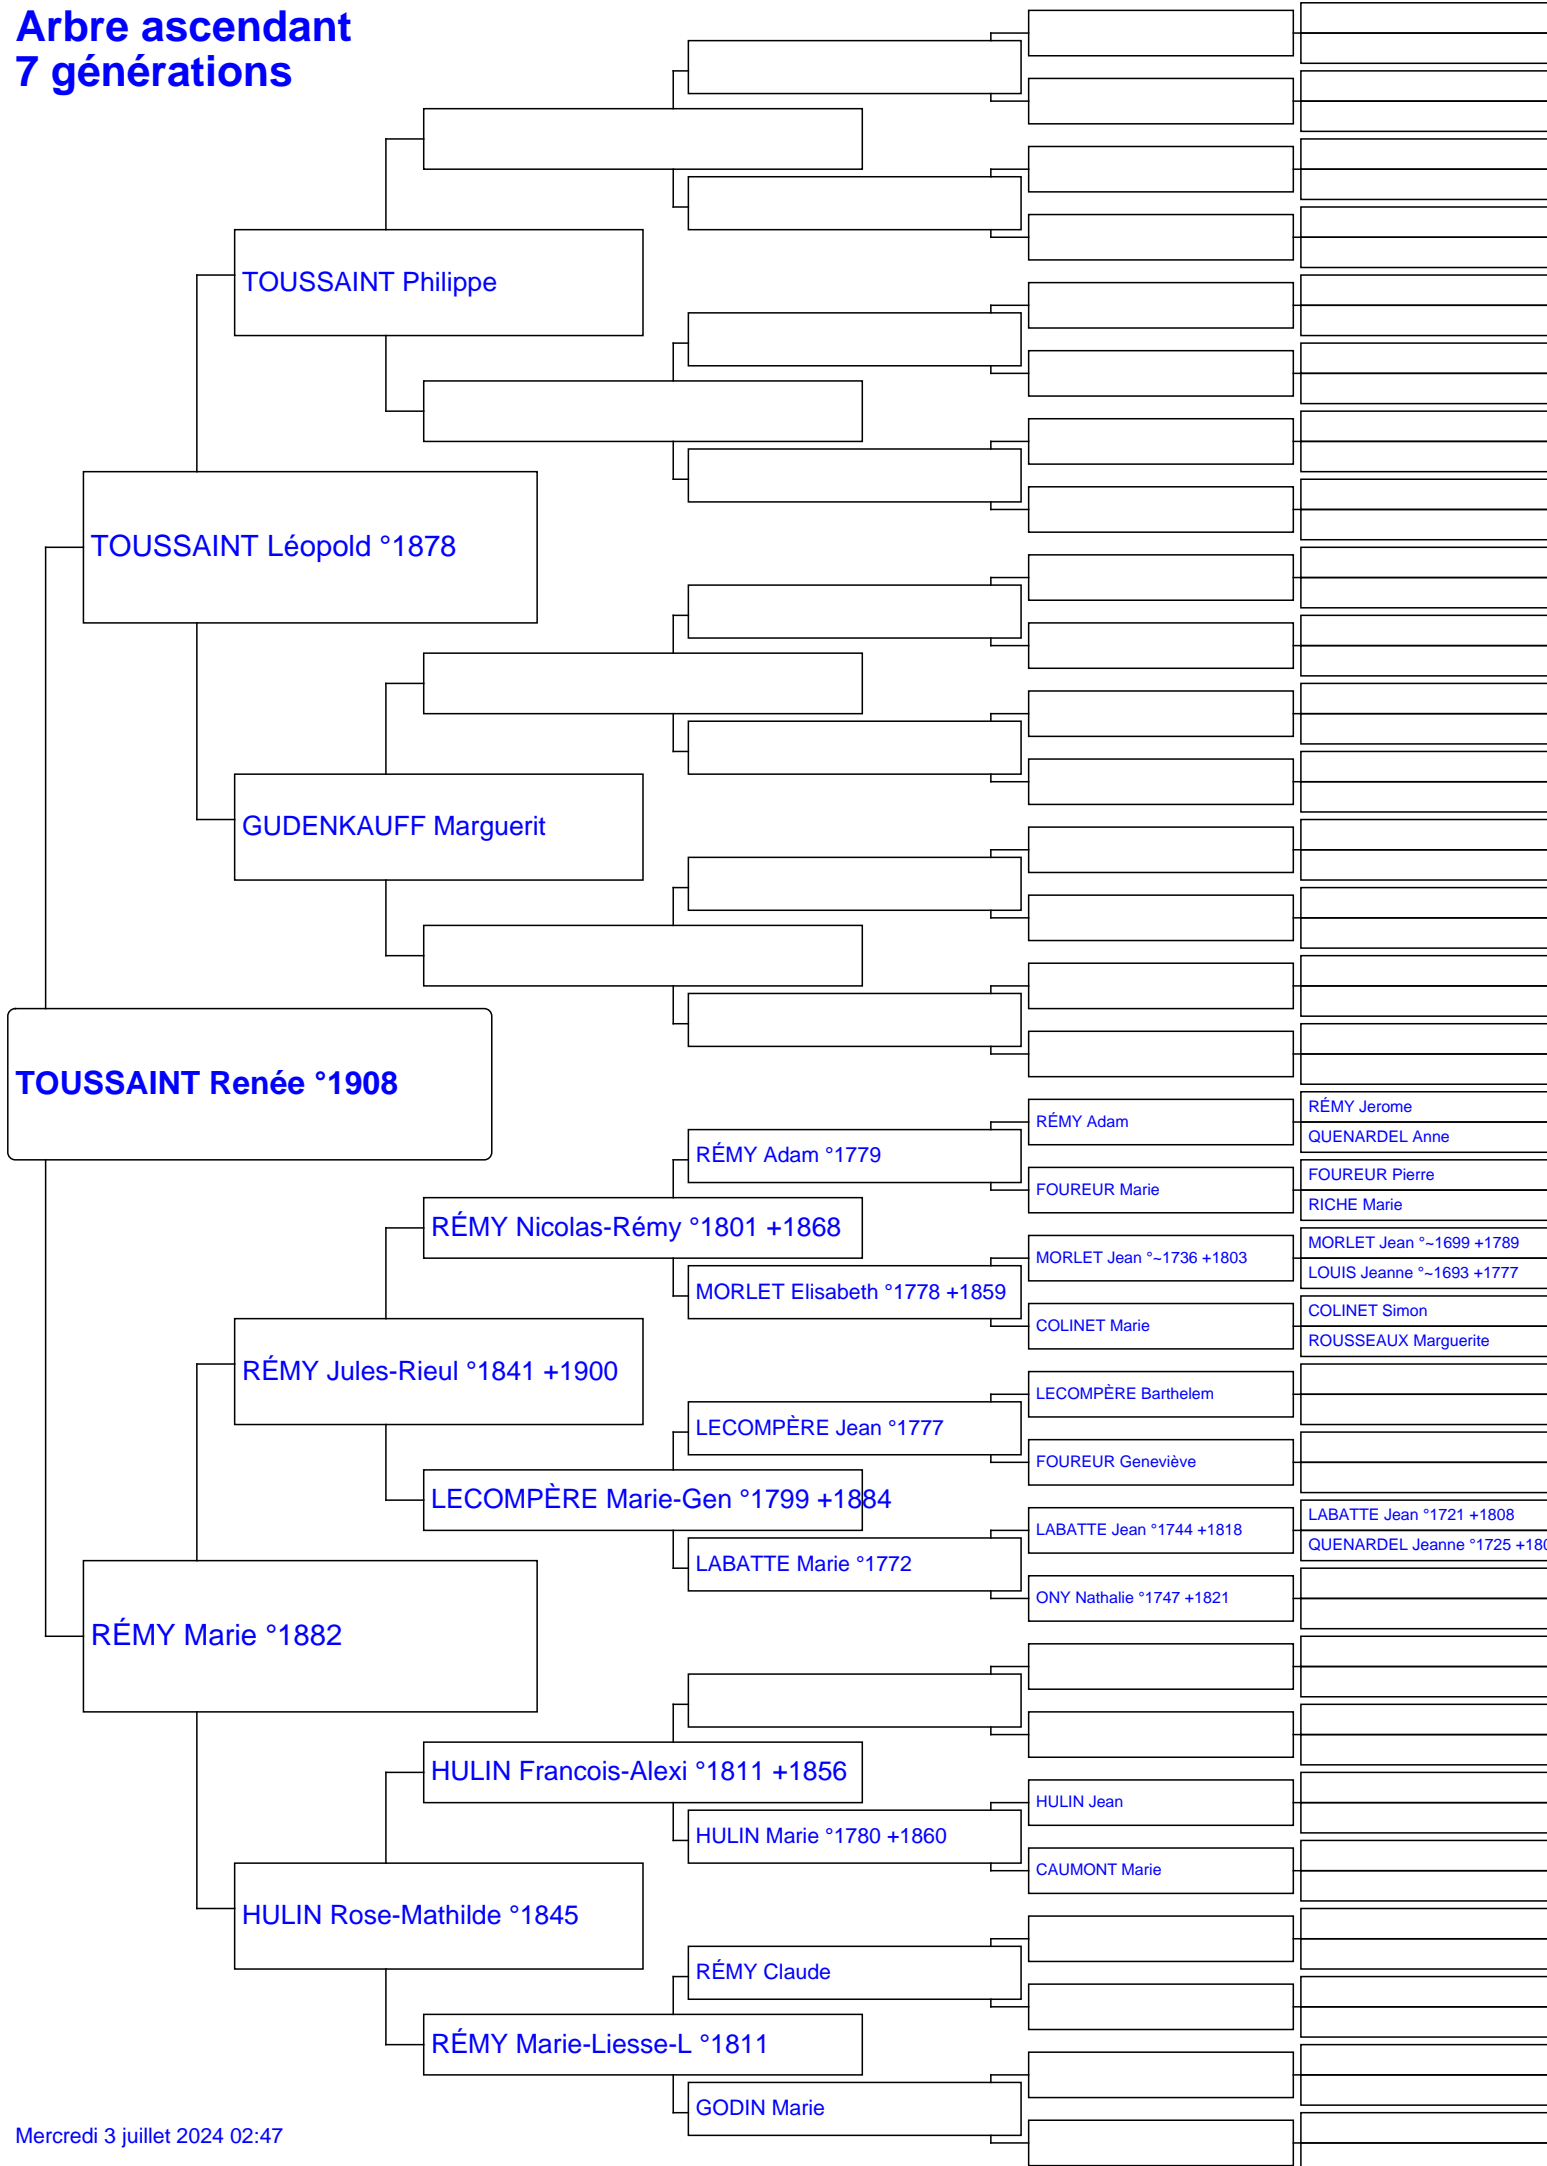 Arbre ascendant
7 générations
TOUSSAINT Philippe
TOUSSAINT Léopold °1878
GUDENKAUFF Marguerit
TOUSSAINT Renée °1908
RÉMY Jerome
RÉMY Adam
QUENARDEL Anne
RÉMY Adam °1779
FOUREUR Pierre
FOUREUR Marie
RICHE Marie
RÉMY Nicolas-Rémy °1801 +1868
MORLET Jean °~1699 +1789
MORLET Jean °~1736 +1803
LOUIS Jeanne °~1693 +1777
MORLET Elisabeth °1778 +1859
COLINET Simon
COLINET Marie
ROUSSEAUX Marguerite
RÉMY Jules-Rieul °1841 +1900
LECOMPÈRE Barthelem
LECOMPÈRE Jean °1777
FOUREUR Geneviève
LECOMPÈRE Marie-Gen °1799 +1884
LABATTE Jean °1721 +1808
LABATTE Jean °1744 +1818
QUENARDEL Jeanne °1725 +180
LABATTE Marie °1772
ONY Nathalie °1747 +1821
RÉMY Marie °1882
HULIN Francois-Alexi °1811 +1856
HULIN Jean
HULIN Marie °1780 +1860
CAUMONT Marie
HULIN Rose-Mathilde °1845
RÉMY Claude
RÉMY Marie-Liesse-L °1811
GODIN Marie
Mercredi 3 juillet 2024 02:47